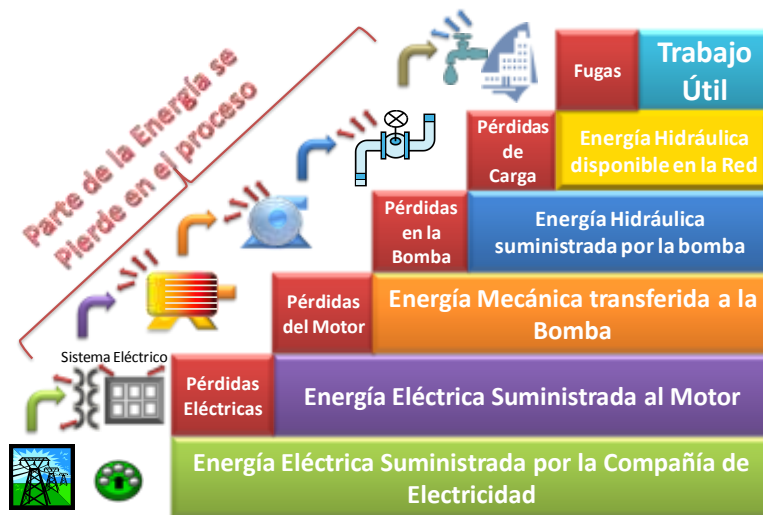 Parte de la Energía se
Pierde en el proceso
Fugas
Trabajo
Útil
Pérdidas
de
Carga
Energía Hidráulica
disponible en la Red
Pérdidas
en la
Bomba
Energía Hidráulica
suministrada por la bomba
Pérdidas
del Motor
Energía Mecánica transferida a la
Bomba
Sistema Eléctrico
Pérdidas
Eléctricas
Energía Eléctrica Suministrada al Motor
Energía Eléctrica Suministrada por la Compañía de
Electricidad